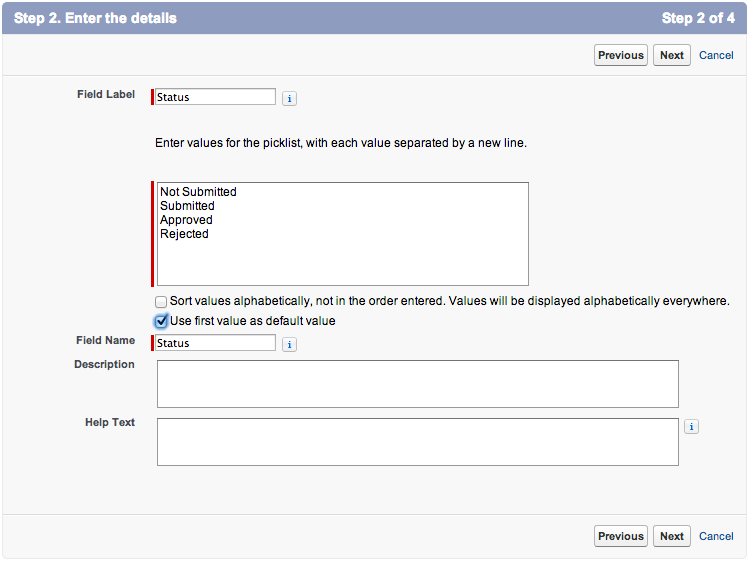 Step 2. Enter the details
Step 2 of 4
Previous
Next
Cancel
Field Label
Status
i
Enter values for the picklist, with each value separated by a new line.
Not Submitted
Submitted
Approved
Rejected
Sort values alphabetically, not in the order entered. Values will be displayed alphabetically everywhere.
Use first value as default value
Field Name
Status
i
Description
Help Text
i
Previous
Next
Cancel